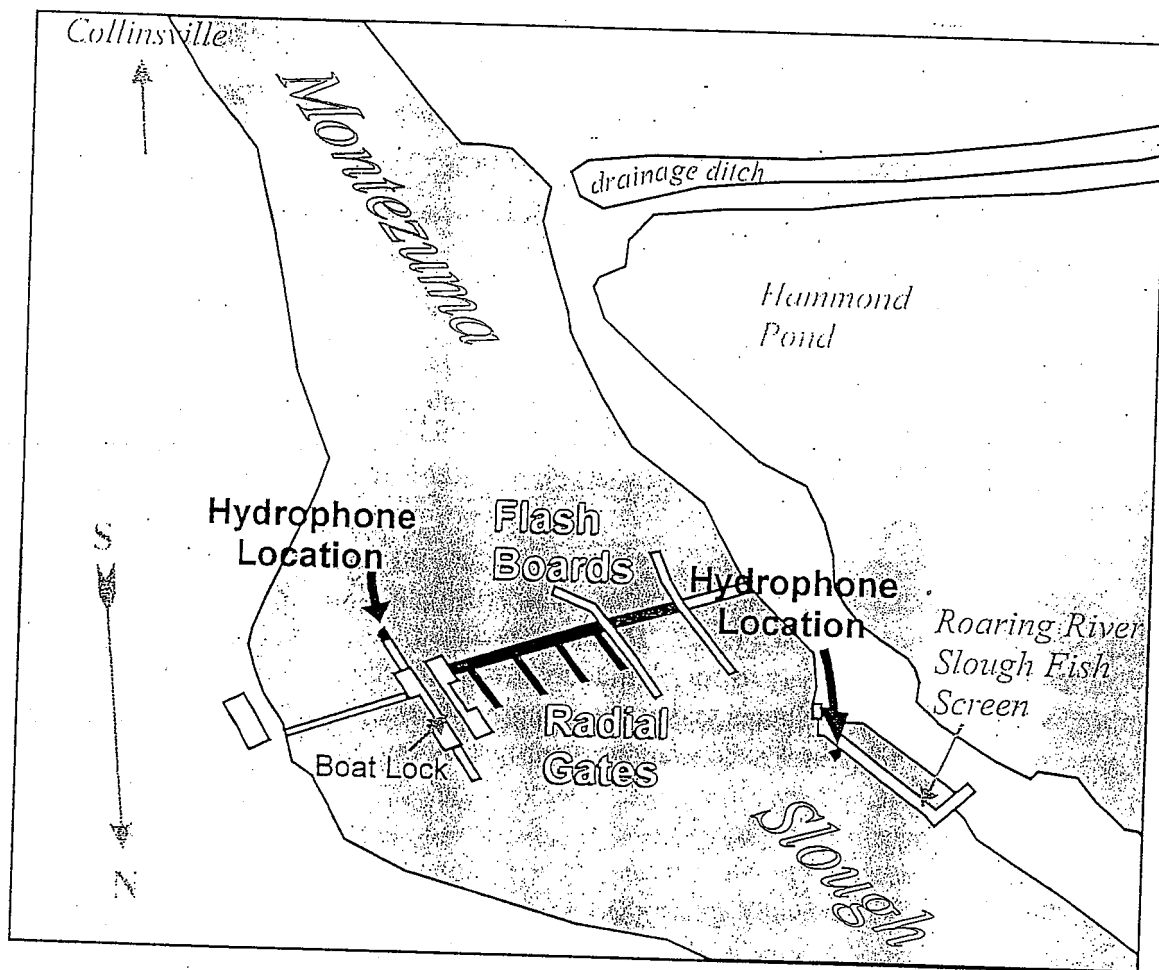 Collinsville
Montezuma
drainage ditch
Hammond
Pond
Hydrophone
Location
Flash
Boards
Hydrophone
Location
Roaring River
Slough Fish
Screen
S
N
Boat Lock
Radial
Gates
Slough